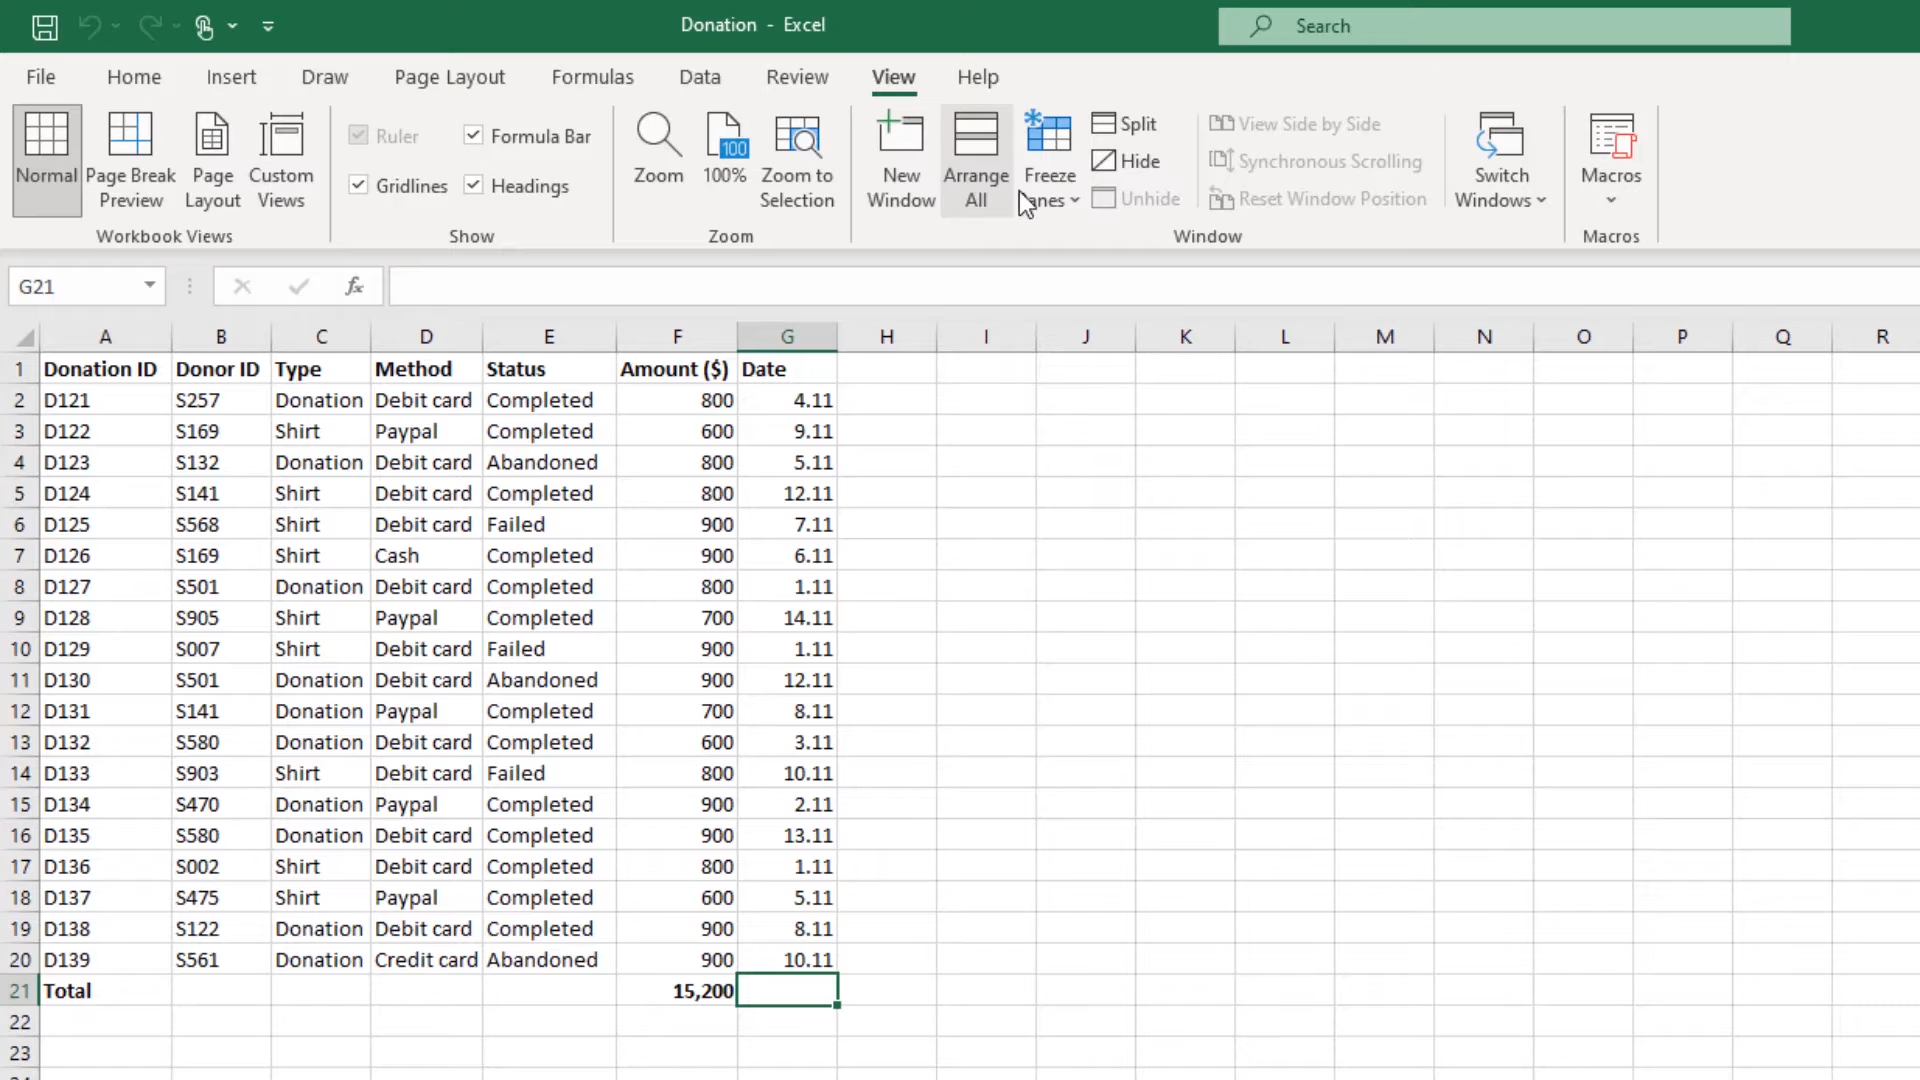 Donation - Excel
Search
File Home Insert Draw Page Layout Formulas Data Review View Help
Normal
Page Break Preview
Page Layout
Custom Views
Workbook Views
Ruler
Formula Bar
Gridlines
Headings
Show
Zoom
100
100%
Zoom to Selection
Zoom
New Window
Arrange All
Freeze
Split
Hide
Unhide
View Side by Side
Synchronous Scrolling
Reset Window Position
Window
Switch Windows
Macros
Macros
G21
fx
A B C D E F G H I J K L M N O P Q R
1 Donation ID Donor ID Type Method Status Amount ($) Date
2 D121 S257 Donation Debit card Completed 800 4.11
3 D122 S169 Shirt Paypal Completed 600 9.11
4 D123 S132 Donation Debit card Abandoned 800 5.11
5 D124 S141 Shirt Debit card Completed 800 12.11
6 D125 S568 Shirt Debit card Failed 900 7.11
7 D126 S169 Shirt Cash Completed 900 6.11
8 D127 S501 Donation Debit card Completed 800 1.11
9 D128 S905 Shirt Paypal Completed 700 14.11
10 D129 S007 Shirt Debit card Failed 900 1.11
11 D130 S501 Donation Debit card Abandoned 900 12.11
12 D131 S141 Donation Paypal Completed 700 8.11
13 D132 S580 Donation Debit card Completed 600 3.11
14 D133 S903 Shirt Debit card Failed 800 10.11
15 D134 S470 Donation Paypal Completed 900 2.11
16 D135 S580 Donation Debit card Completed 900 13.11
17 D136 S002 Shirt Debit card Completed 800 1.11
18 D137 S475 Shirt Paypal Completed 600 5.11
19 D138 S122 Donation Debit card Completed 900 8.11
20 D139 S561 Donation Credit card Abandoned 900 10.11
21 Total 15,200
22
23